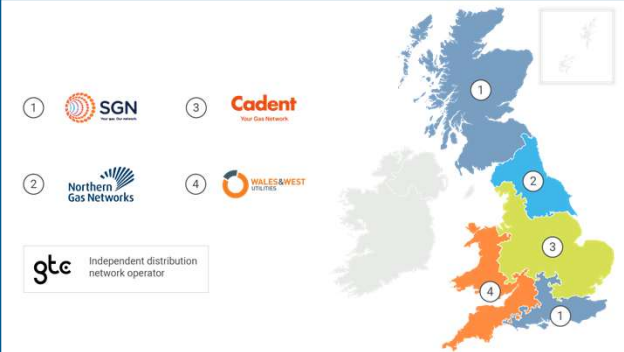 1
SGN
Your gas. Our network.
3
Cadent
Your Gas Network
2
Northern
Gas Networks
4
WALES&WEST
UTILITIES
gtc
Independent distribution
network operator
1
2
3
4
1